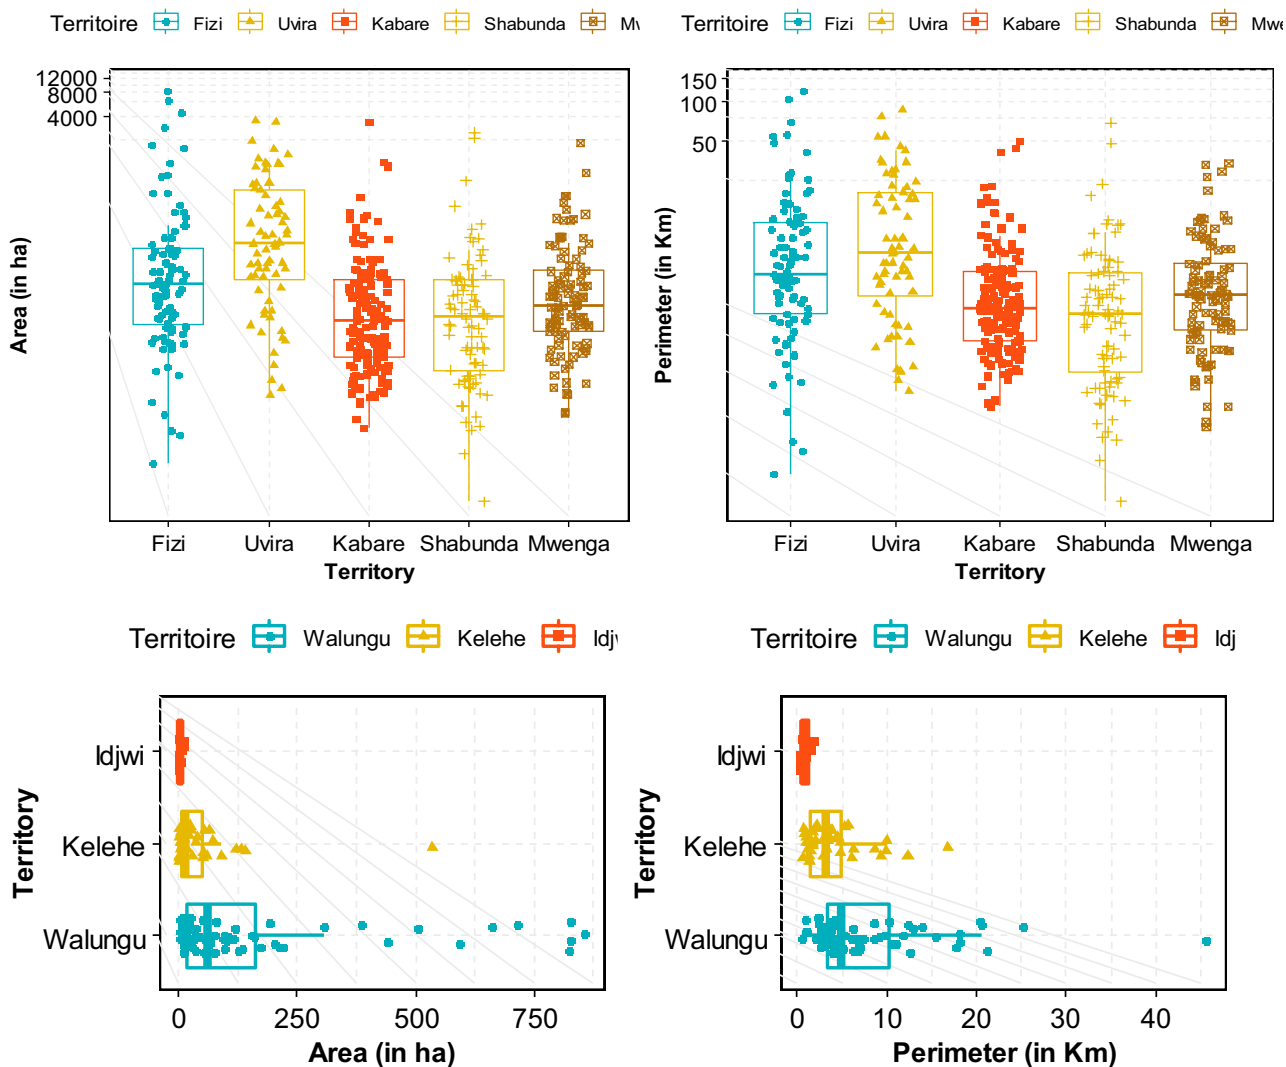 Territoire Fizi Uvira Kabare Shabunda
Territoire Fizi Uvira Kabare Shabunda
12000
8000
4000
Area (in ha)
Fizi Uvira Kabare Shabunda Mwenga
Territory
150
100
50
Perimeter (in Km)
Fizi Uvira Kabare Shabunda Mwenga
Territory
Territoire Walungu Kelehe
Territoire Walungu Kelehe Idj
Territory
Idjwi
Kelehe
Walungu
0 250 500 750
Area (in ha)
Territory
Idjwi
Kelehe
Walungu
0 10 20 30 40
Perimeter (in Km)